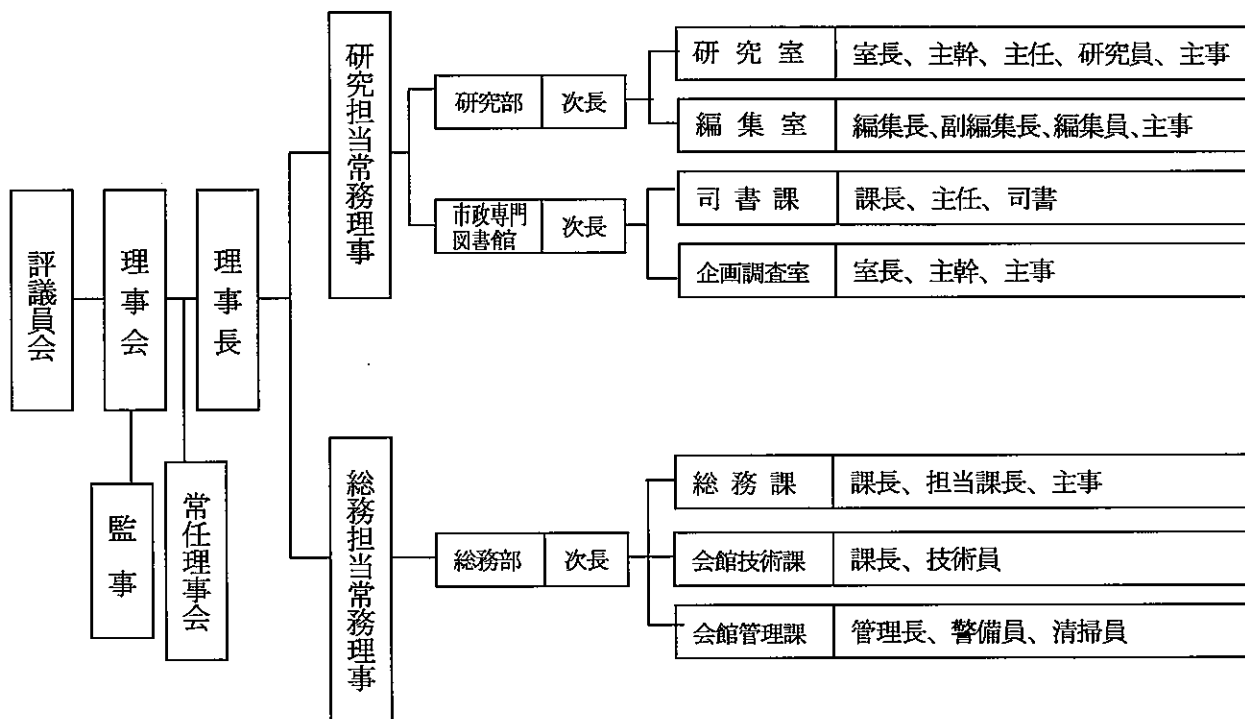 評議員会
理事会
監事
常任理事会
理事長
研究担当常務理事
研究部 次長
研究室 室長、主幹、主任、研究員、主事
編集室 編集長、副編集長、編集員、主事
市政専門
図書館 次長
司書課 課長、主任、司書
企画調査室 室長、主幹、主事
総務担当常務理事
総務部 次長
総務課 課長、担当課長、主事
会館技術課 課長、技術員
会館管理課 管理長、警備員、清掃員